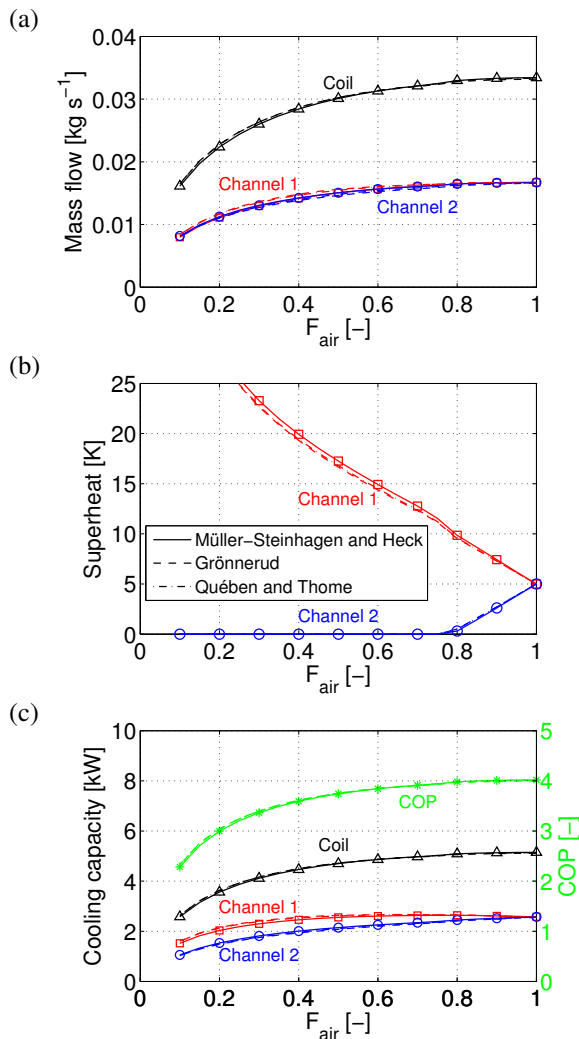 (a)
0.04
0.03
0.02
0.01
0
Mass flow [kg s−1]
Coil
Channel 1
Channel 2
0 0.2 0.4 0.6 0.8 1
F_air [−]
(b)
25
20
15
10
5
0
Superheat [K]
Channel 1
Müller−Steinhagen and Heck
Grönnerud
Quében and Thome
Channel 2
0 0.2 0.4 0.6 0.8 1
F_air [−]
(c)
10
8
6
4
2
0
Cooling capacity [kW]
COP
Coil
Channel 1
Channel 2
5
4
3
2
1
0
COP [−]
0 0.2 0.4 0.6 0.8 1
F_air [−]